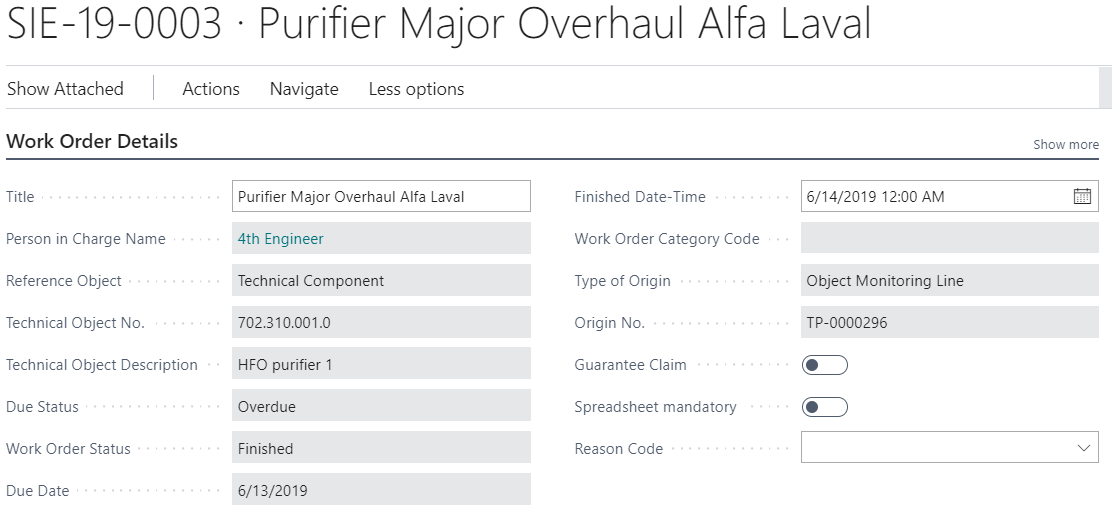 SIE-19-0003 · Purifier Major Overhaul Alfa Laval
Show Attached Actions Navigate Less options
Work Order Details Show more
Title Purifier Major Overhaul Alfa Laval
Finished Date-Time 6/14/2019 12:00 AM
Person in Charge Name 4th Engineer
Work Order Category Code
Reference Object Technical Component
Type of Origin Object Monitoring Line
Technical Object No. 702.310.001.0
Origin No. TP-0000296
Technical Object Description HFO purifier 1
Guarantee Claim
Due Status Overdue
Spreadsheet mandatory
Work Order Status Finished
Reason Code
Due Date 6/13/2019